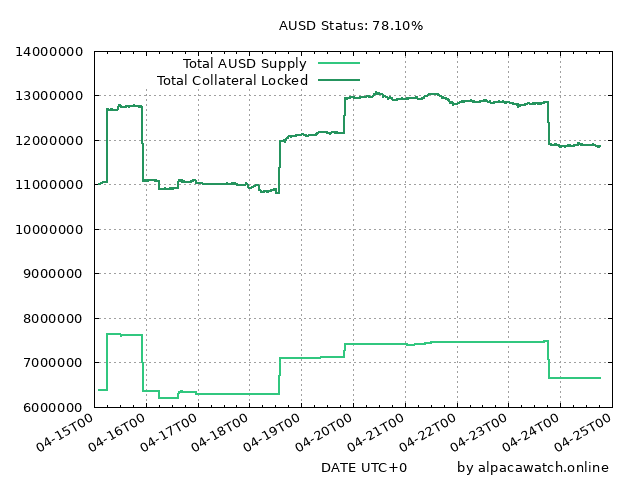 AUSD Status: 78.10%
14000000
13000000
12000000
11000000
10000000
9000000
8000000
7000000
6000000
Total AUSD Supply
Total Collateral Locked
04-15T00
04-16T00
04-17T00
04-18T00
04-19T00
04-20T00
04-21T00
04-22T00
04-23T00
04-24T00
04-25T00
DATE UTC+0
by alpacawatch.online